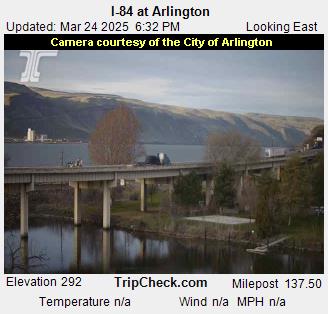 I-84 at Arlington
Updated: Mar 24 2025 6:32 PM Looking East
Camera courtesy of the City of Arlington
Elevation 292 TripCheck.com Milepost 137.50
Temperature n/a Wind n/a MPH n/a